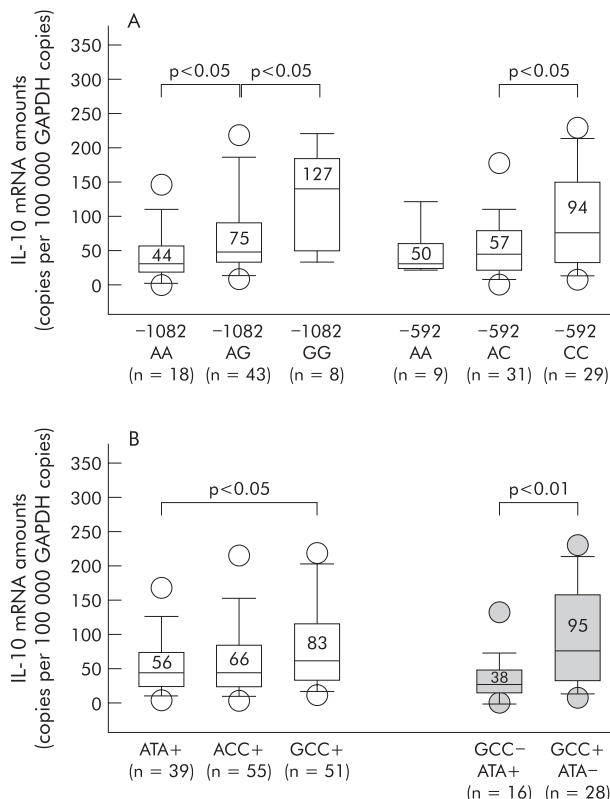 A
IL-10 mRNA amounts
(copies per 100 000 GAPDH copies)
350
300
250
200
150
100
50
0
p<0.05
p<0.05
p<0.05
44
75
127
50
57
94
−1082 −1082 −1082 −592 −592 −592
AA AG GG AA AC CC
(n = 18) (n = 43) (n = 8) (n = 9) (n = 31) (n = 29)
B
IL-10 mRNA amounts
(copies per 100 000 GAPDH copies)
350
300
250
200
150
100
50
0
p<0.05
p<0.01
56
66
83
38
95
ATA+ ACC+ GCC+ GCC− GCC+
(n = 39) (n = 55) (n = 51) ATA+ ATA−
(n = 16) (n = 28)